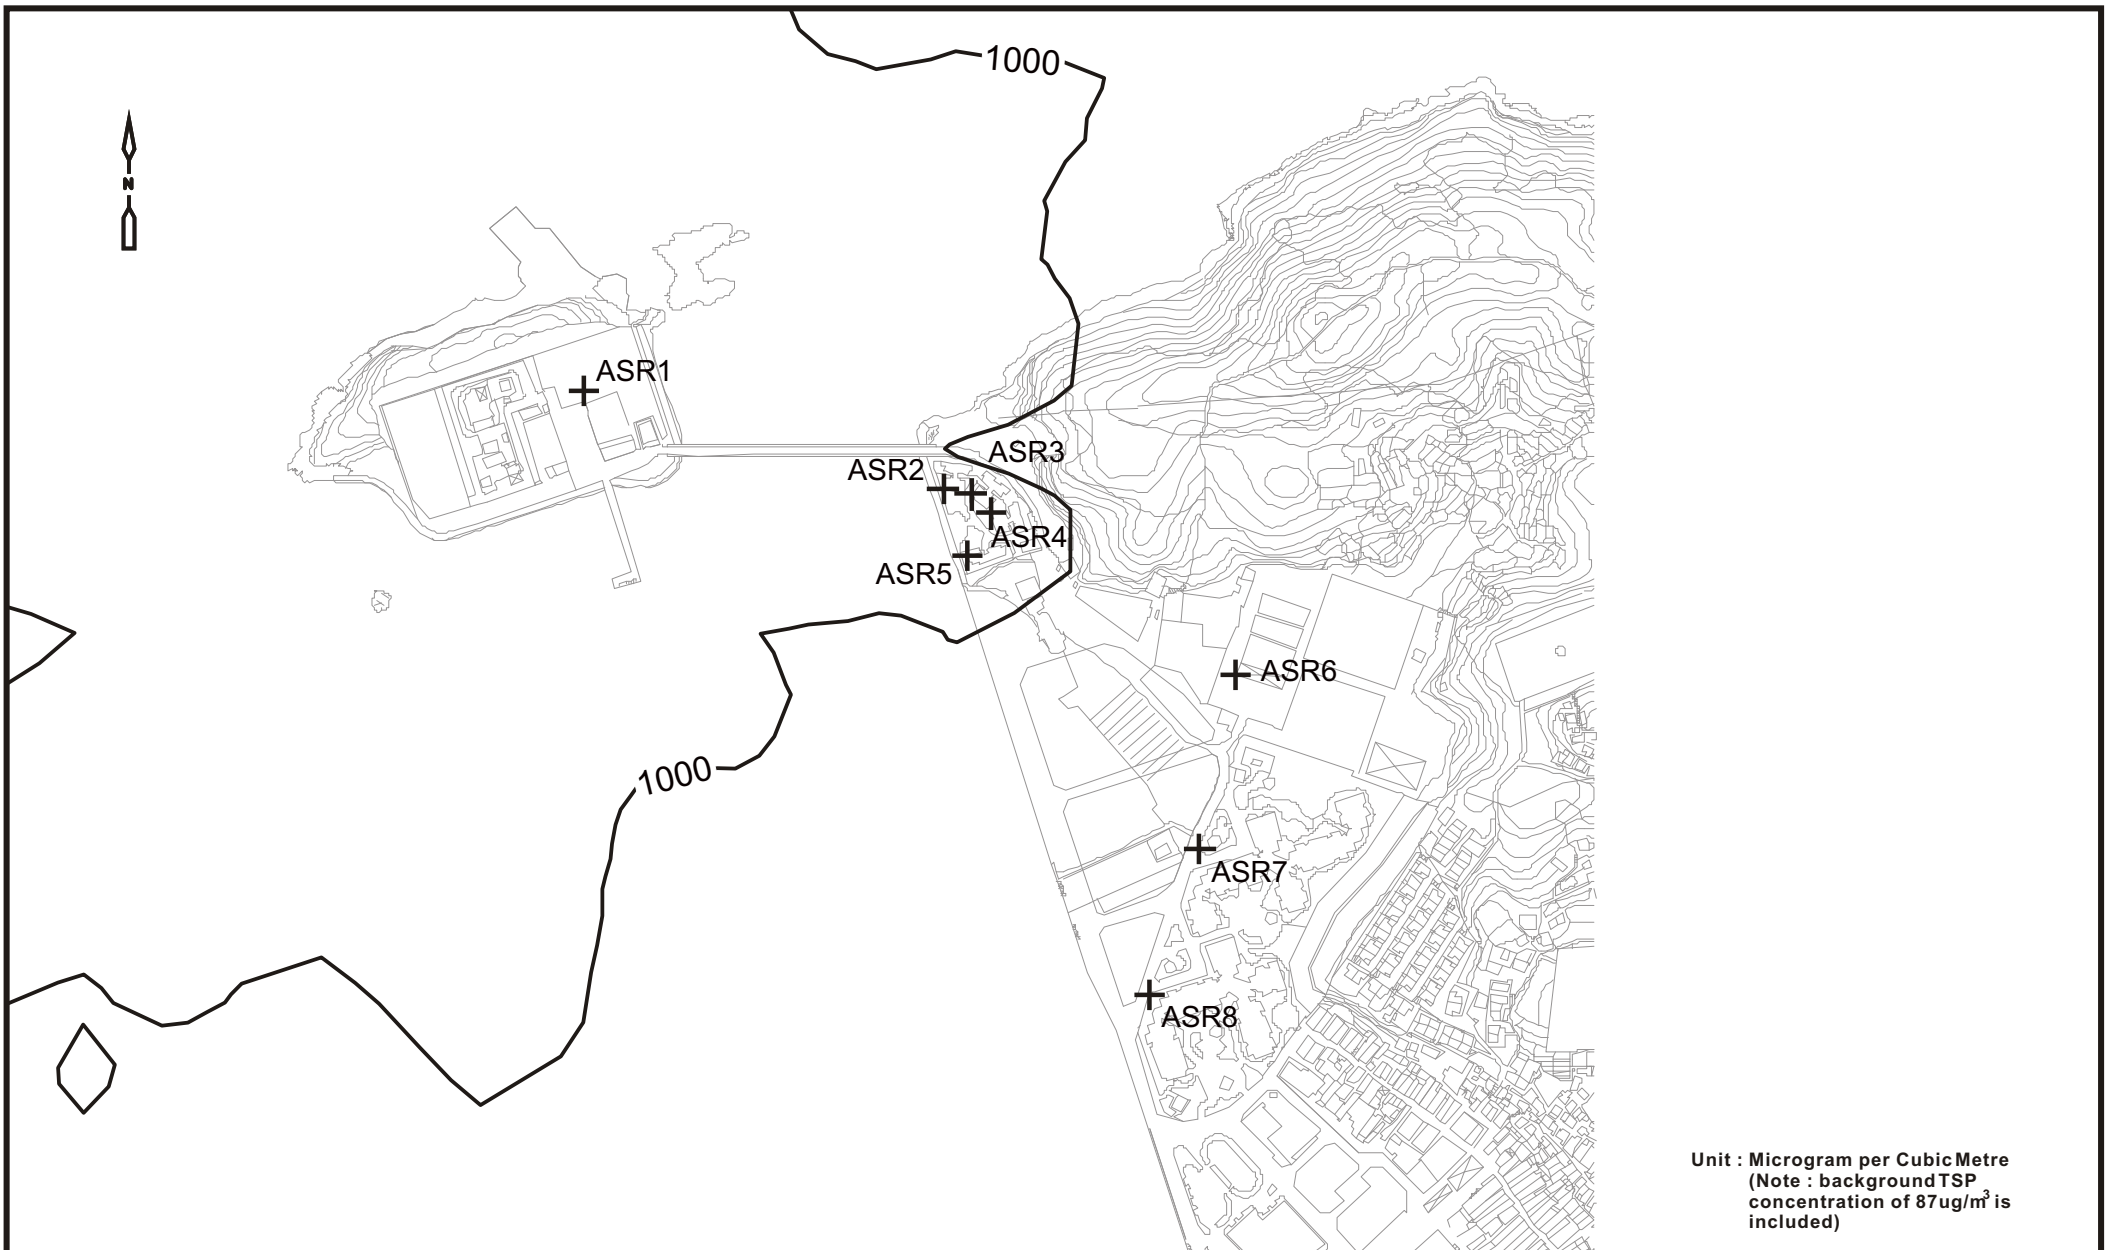 1000
N
ASR1
ASR3
ASR2
ASR4
ASR5
ASR6
1000
ASR7
ASR8
Unit : Microgram per Cubic Metre
(Note : background TSP
concentration of 87ug/m³ is
included)